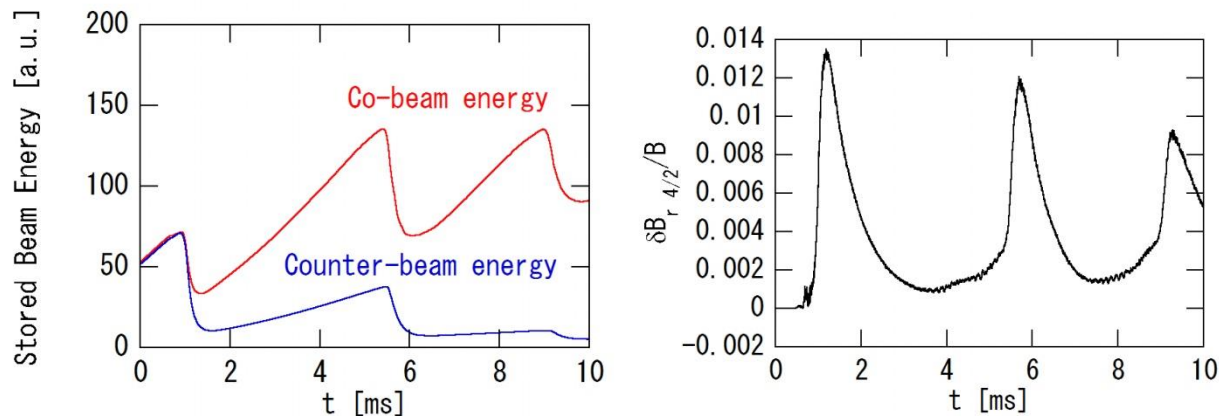 Stored Beam Energy [a.u.]
200
150
100
50
0
Co-beam energy
Counter-beam energy
0 2 4 6 8 10
t [ms]
δB_r 4/2/B
0.014
0.012
0.01
0.008
0.006
0.004
0.002
0
-0.002
0 2 4 6 8 10
t [ms]